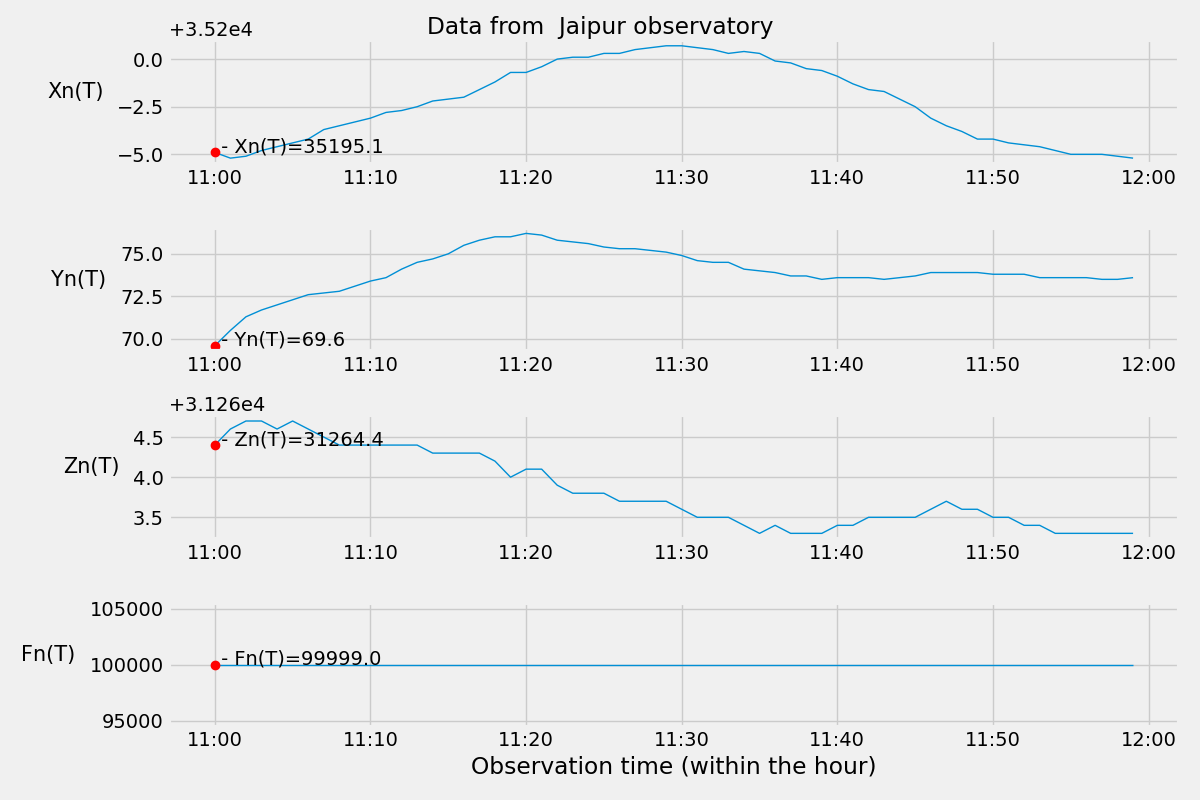 Data from  Jaipur observatory
+3.52e4
Xn(T)
0.0
−2.5
−5.0
- Xn(T)=35195.1
11:00 11:10 11:20 11:30 11:40 11:50 12:00
Yn(T)
75.0
72.5
70.0
- Yn(T)=69.6
11:00 11:10 11:20 11:30 11:40 11:50 12:00
+3.126e4
Zn(T)
4.5
4.0
3.5
- Zn(T)=31264.4
11:00 11:10 11:20 11:30 11:40 11:50 12:00
Fn(T)
105000
100000
95000
- Fn(T)=99999.0
11:00 11:10 11:20 11:30 11:40 11:50 12:00
Observation time (within the hour)